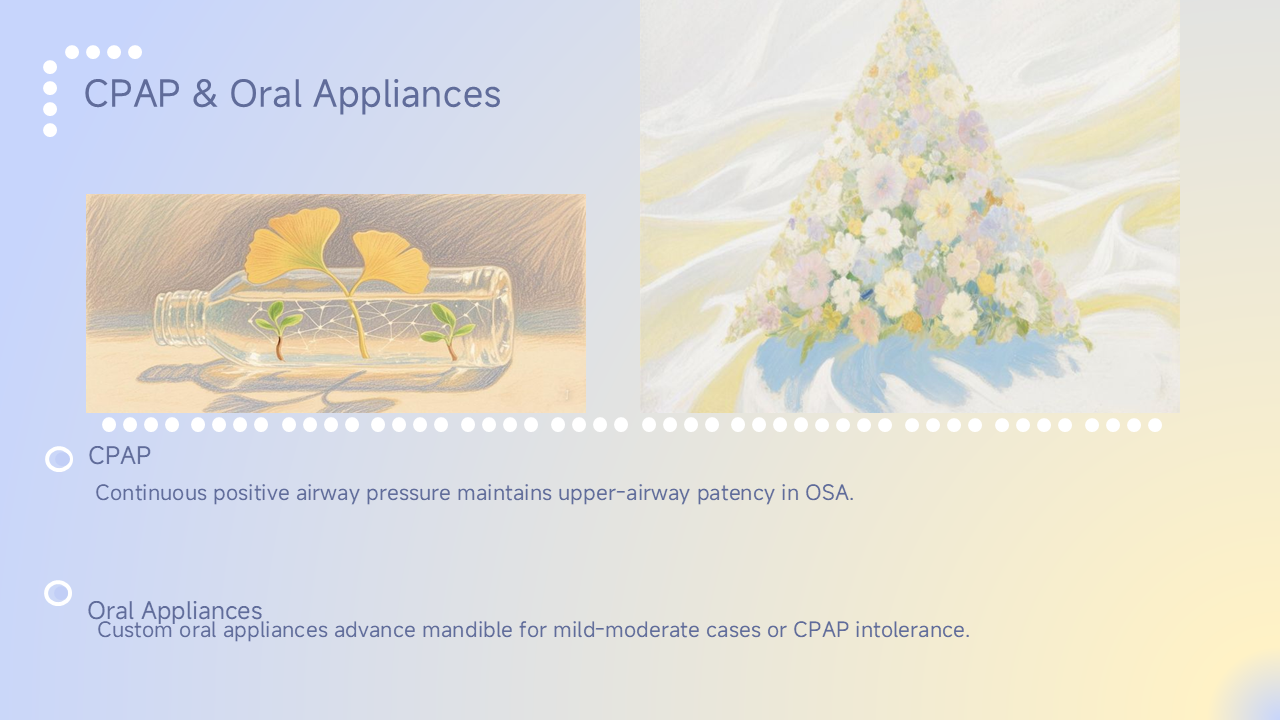 CPAP & Oral Appliances
CPAP
Continuous positive airway pressure maintains upper-airway patency in OSA.
Oral Appliances
Custom oral appliances advance mandible for mild-moderate cases or CPAP intolerance.